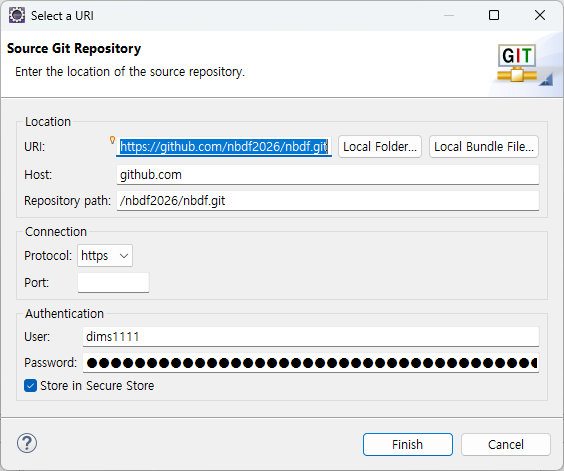 Select a URI
Source Git Repository
Enter the location of the source repository.
GIT
Location
URI: https://github.com/nbdf2026/nbdf.git Local Folder... Local Bundle File...
Host: github.com
Repository path: /nbdf2026/nbdf.git
Connection
Protocol: https
Port:
Authentication
User: dims1111
Password: ●●●●●●●●●●●●●●●●●●●●●●●●●●●●●●●●●●●●●●
Store in Secure Store
? Finish Cancel